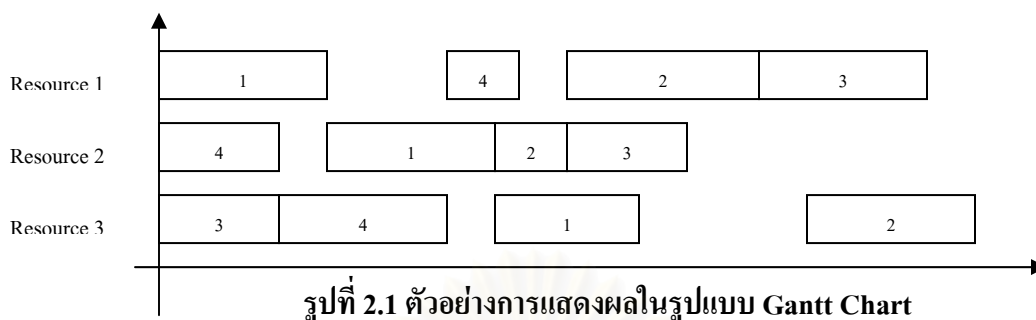 Resource 1 1 4 2 3
Resource 2 4 1 2 3
Resource 3 3 4 1 2
รูปที่ 2.1 ตัวอย่างการแสดงผลในรูปแบบ Gantt Chart